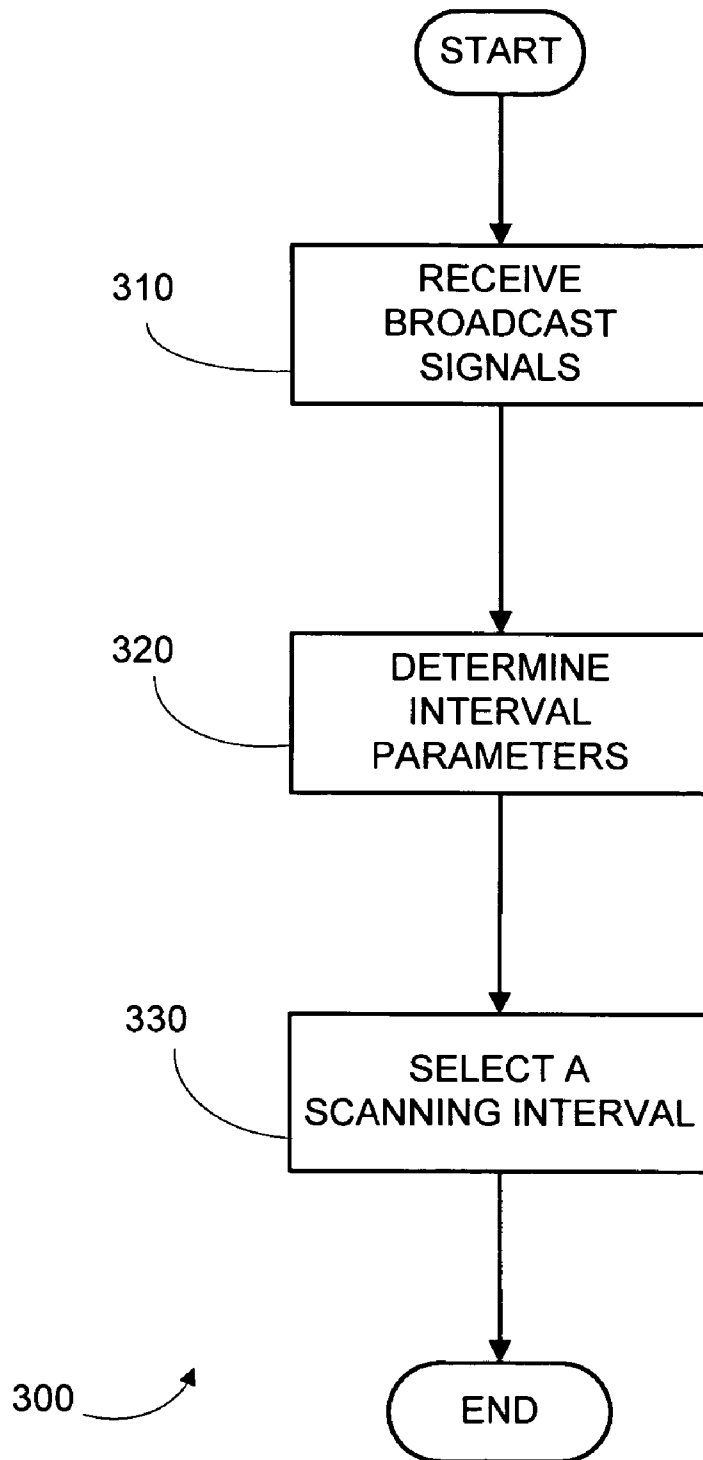 START
310
RECEIVE
BROADCAST
SIGNALS
320
DETERMINE
INTERVAL
PARAMETERS
330
SELECT A
SCANNING INTERVAL
300
END